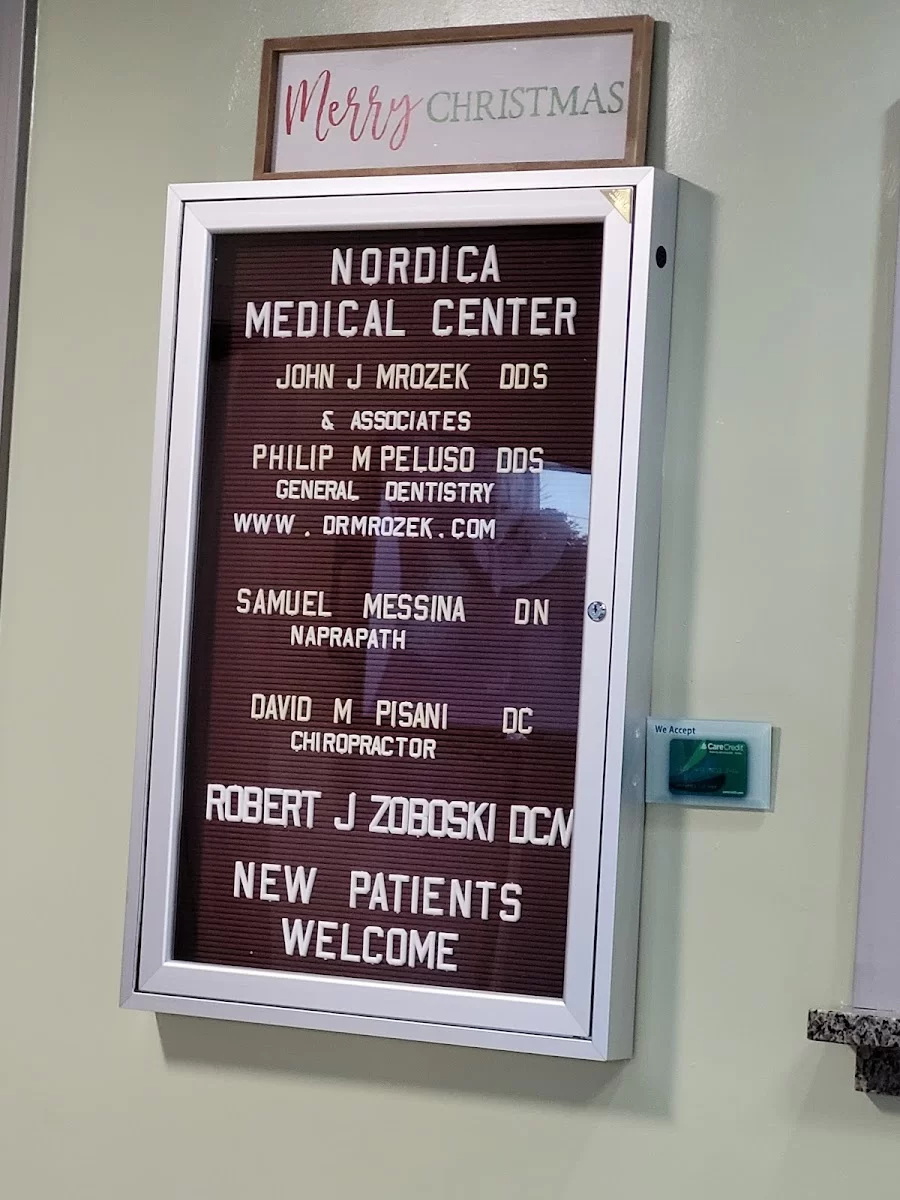 Merry CHRISTMAS
NORDICA
MEDICAL CENTER
JOHN J MROZEK DDS
& ASSOCIATES
PHILIP M PELUSO DDS
GENERAL DENTISTRY
WWW . DRMROZEK . COM
SAMUEL MESSINA DN
NAPRAPATH
DAVID M PISANI DC
CHIROPRACTOR
We Accept
CareCredit
ROBERT J ZOBOSKI DCM
NEW PATIENTS
WELCOME